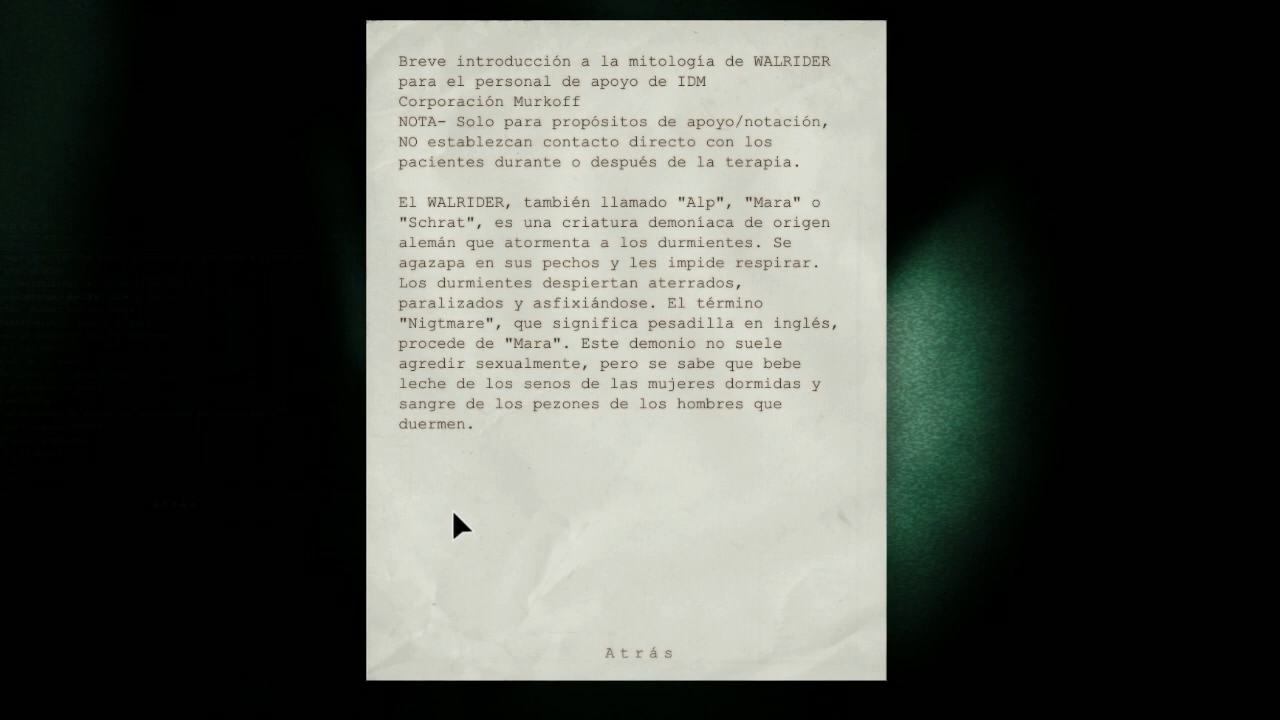 Breve introducción a la mitología de WALRIDER
para el personal de apoyo de IDM
Corporación Murkoff
NOTA- Solo para propósitos de apoyo/notación,
NO establezcan contacto directo con los
pacientes durante o después de la terapia.
El WALRIDER, también llamado "Alp", "Mara" o
"Schrat", es una criatura demoníaca de origen
alemán que atormenta a los durmientes. Se
agazapa en sus pechos y les impide respirar.
Los durmientes despiertan aterrados,
paralizados y asfixiándose. El término
"Nigtmare", que significa pesadilla en inglés,
procede de "Mara". Este demonio no suele
agredir sexualmente, pero se sabe que bebe
leche de los senos de las mujeres dormidas y
sangre de los pezones de los hombres que
duermen.
Atrás